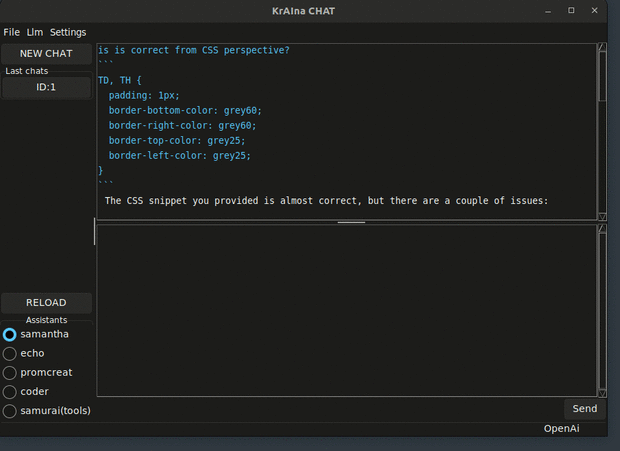 KrAIna CHAT
File Llm Settings
NEW CHAT
Last chats
ID:1
is is correct from CSS perspective?
```
TD, TH {
  padding: 1px;
  border-bottom-color: grey60;
  border-right-color: grey60;
  border-top-color: grey25;
  border-left-color: grey25;
}
```
The CSS snippet you provided is almost correct, but there are a couple of issues:
RELOAD
Assistants
samantha
echo
promcreat
coder
samurai(tools)
Send
OpenAi